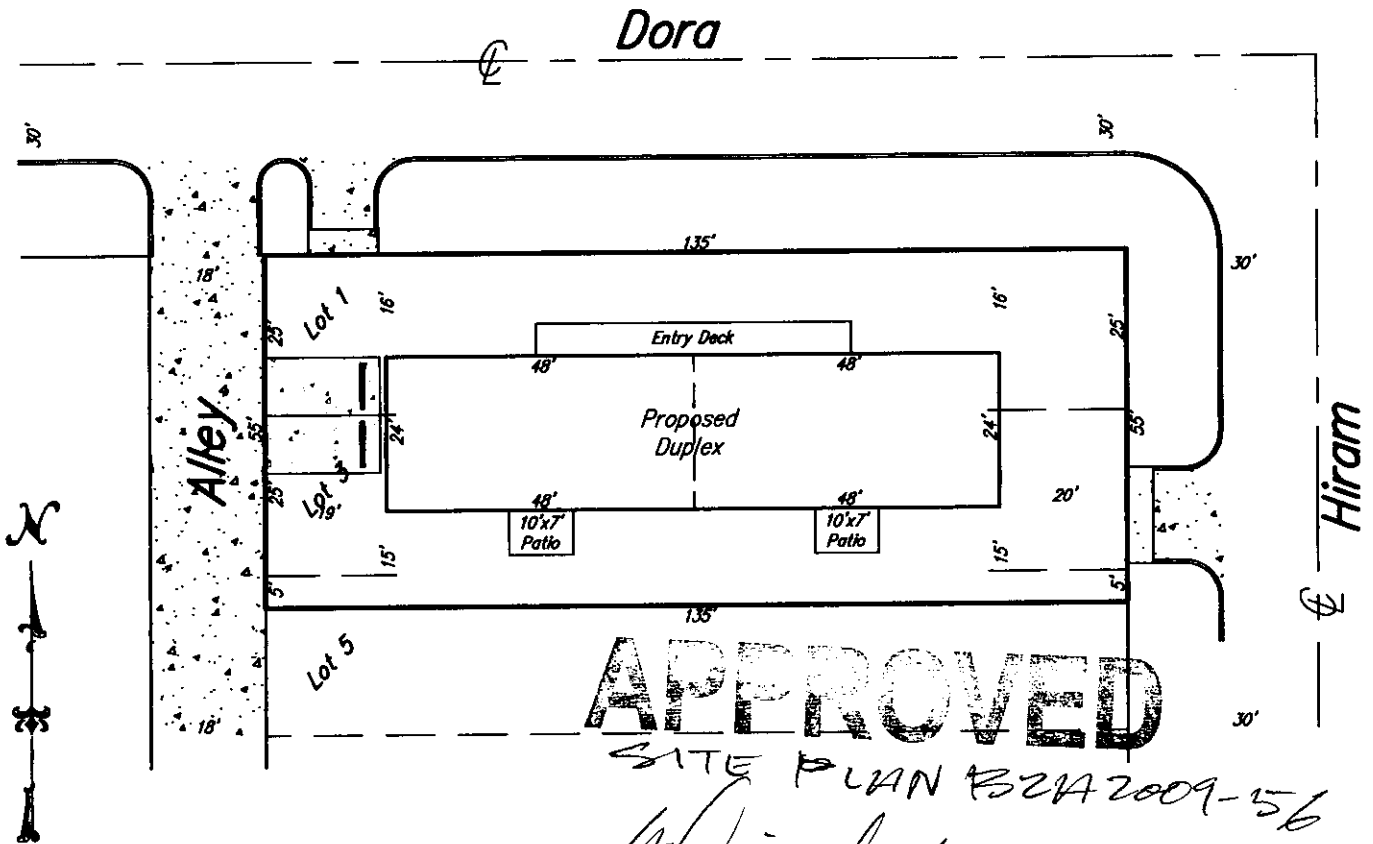 Dora
℄
30'
30'
135'
30'
18'
Lot 1
16'
16'
25'
25'
Entry Deck
48'
48'
Alley
55'
24'
Proposed
Duplex
24'
55'
Hiram
25'
Lot 3
19'
48'
48'
20'
N
10'x7'
Patio
10'x7'
Patio
15'
15'
5'
5'
135'
℄
Lot 5
APPROVED
18'
30'
SITE PLAN BZA2009-56